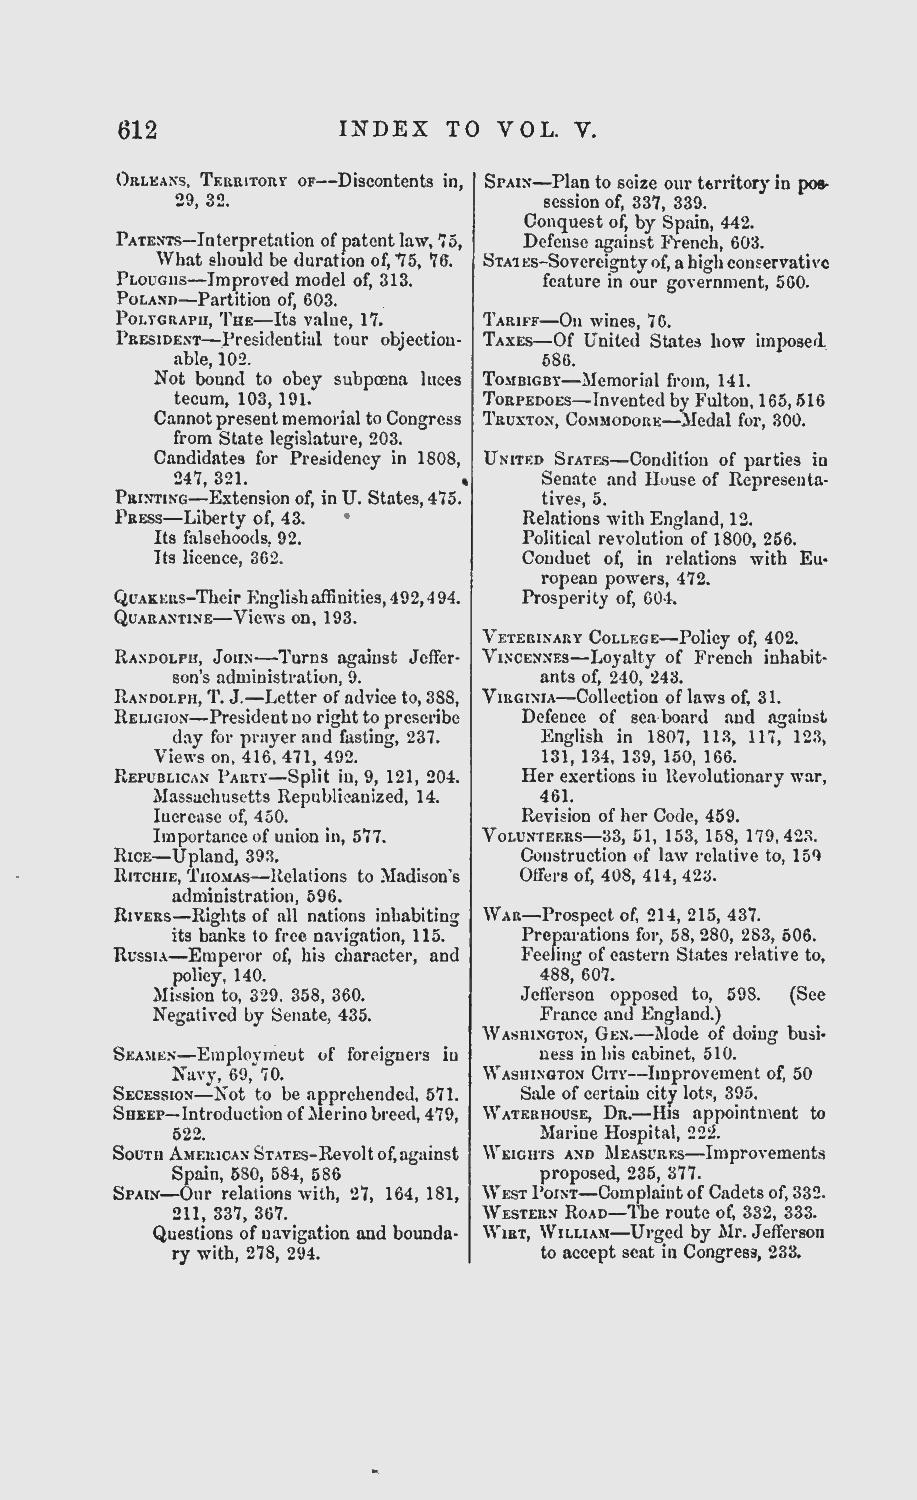 612 INDEX TO VOL. V.
ORLEANS, TERRITORY OF--Discontents in,
29, 32.
PATENTS—Interpretation of patent law, 75,
What should be duration of, 75, 76.
PLOUGHS—Improved model of, 313.
POLAND—Partition of, 603.
POLYGRAPH, THE—Its value, 17.
PRESIDENT—Presidential tour objection-
able, 102.
Not bound to obey subpœna luces
tecum, 103, 191.
Cannot present memorial to Congress
from State legislature, 203.
Candidates for Presidency in 1808,
247, 321.
PRINTING—Extension of, in U. States, 475.
PRESS—Liberty of, 43.
Its falsehoods, 92.
Its licence, 362.
QUAKERS-Their English affinities, 492, 494.
QUARANTINE—Views on, 193.
RANDOLPH, JOHN—Turns against Jeffer-
son's administration, 9.
RANDOLPH, T. J.—Letter of advice to, 388,
RELIGION—President no right to prescribe
day for prayer and fasting, 237.
Views on, 416, 471, 492.
REPUBLICAN PARTY—Split in, 9, 121, 204.
Massachusetts Republicanized, 14.
Increase of, 450.
Importance of union in, 577.
RICE—Upland, 393.
RITCHIE, THOMAS—Relations to Madison's
administration, 596.
RIVERS—Rights of all nations inhabiting
its banks to free navigation, 115.
RUSSIA—Emperor of, his character, and
policy, 140.
Mission to, 329. 358, 360.
Negatived by Senate, 435.
SEAMEN—Employment of foreigners in
Navy, 69, 70.
SECESSION—Not to be apprehended, 571.
SHEEP—Introduction of Merino breed, 479,
522.
SOUTH AMERICAN STATES-Revolt of, against
Spain, 580, 584, 586
SPAIN—Our relations with, 27, 164, 181,
211, 337, 367.
Questions of navigation and bounda-
ry with, 278, 294.
SPAIN—Plan to seize our territory in pos-
session of, 337, 339.
Conquest of, by Spain, 442.
Defense against French, 603.
STATES-Sovereignty of, a high conservative
feature in our government, 560.
TARIFF—On wines, 76.
TAXES—Of United States how imposed.
586.
TOMBIGBY—Memorial from, 141.
TORPEDOES—Invented by Fulton, 165, 516
TRUXTON, COMMODORE—Medal for, 300.
UNITED STATES—Condition of parties in
Senate and House of Representa-
tives, 5.
Relations with England, 12.
Political revolution of 1800, 256.
Conduct of, in relations with Eu-
ropean powers, 472.
Prosperity of, 604.
VETERINARY COLLEGE—Policy of, 402.
VINCENNES—Loyalty of French inhabit-
ants of, 240, 243.
VIRGINIA—Collection of laws of, 31.
Defence of sea-board and against
English in 1807, 113, 117, 123,
131, 134, 139, 150, 166.
Her exertions in Revolutionary war,
461.
Revision of her Code, 459.
VOLUNTEERS—33, 51, 153, 158, 179, 423.
Construction of law relative to, 159
Offers of, 408, 414, 423.
WAR—Prospect of, 214, 215, 437.
Preparations for, 58, 280, 283, 506.
Feeling of eastern States relative to,
488, 607.
Jefferson opposed to, 598. (See
France and England.)
WASHINGTON, GEN.—Mode of doing busi-
ness in his cabinet, 510.
WASHINGTON CITY--Improvement of, 50
Sale of certain city lots, 395.
WATERHOUSE, DR.—His appointment to
Marine Hospital, 222.
WEIGHTS AND MEASURES—Improvements
proposed, 235, 377.
WEST POINT—Complaint of Cadets of, 332.
WESTERN ROAD—The route of, 332, 333.
WIRT, WILLIAM—Urged by Mr. Jefferson
to accept seat in Congress, 233.